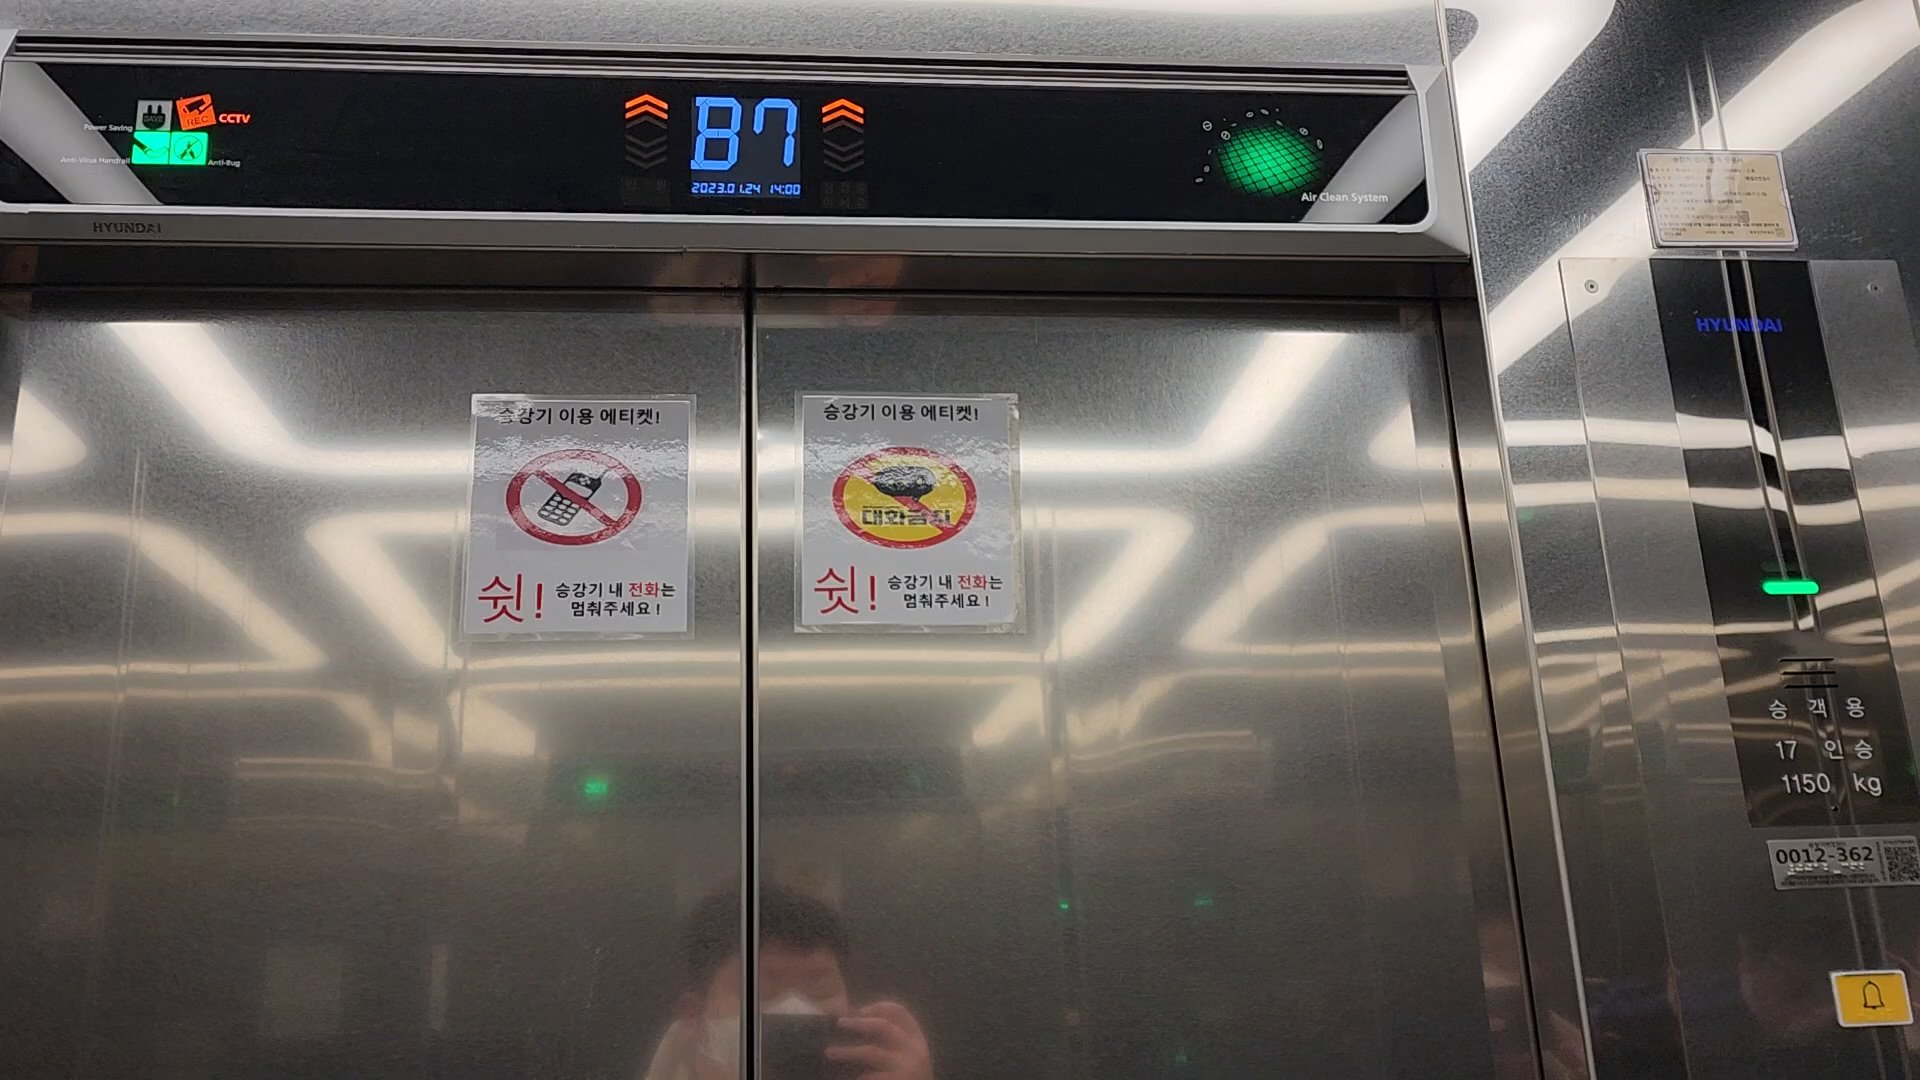 SAVE
REC
CCTV
Power Saving
Anti-Virus Handrail
Anti-Bug
B7
2023.01.24 14:00
Air Clean System
HYUNDAI
승강기 이용 에티켓!
쉿! 승강기 내 전화는
멈춰주세요!
승강기 이용 에티켓!
대화금지
쉿! 승강기 내 전화는
멈춰주세요!
HYUNDAI
승 객 용
17 인 승
1150 kg
0012-362